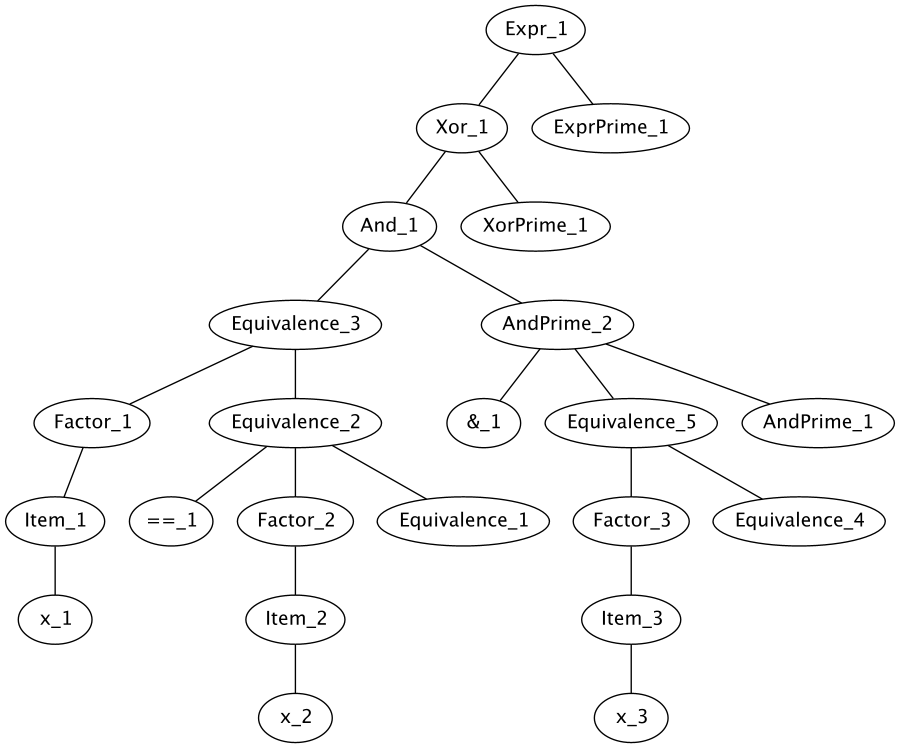 Expr_1
Xor_1 ExprPrime_1
And_1 XorPrime_1
Equivalence_3 AndPrime_2
Factor_1 Equivalence_2 &_1 Equivalence_5 AndPrime_1
Item_1 ==_1 Factor_2 Equivalence_1 Factor_3 Equivalence_4
x_1 Item_2 Item_3
x_2 x_3